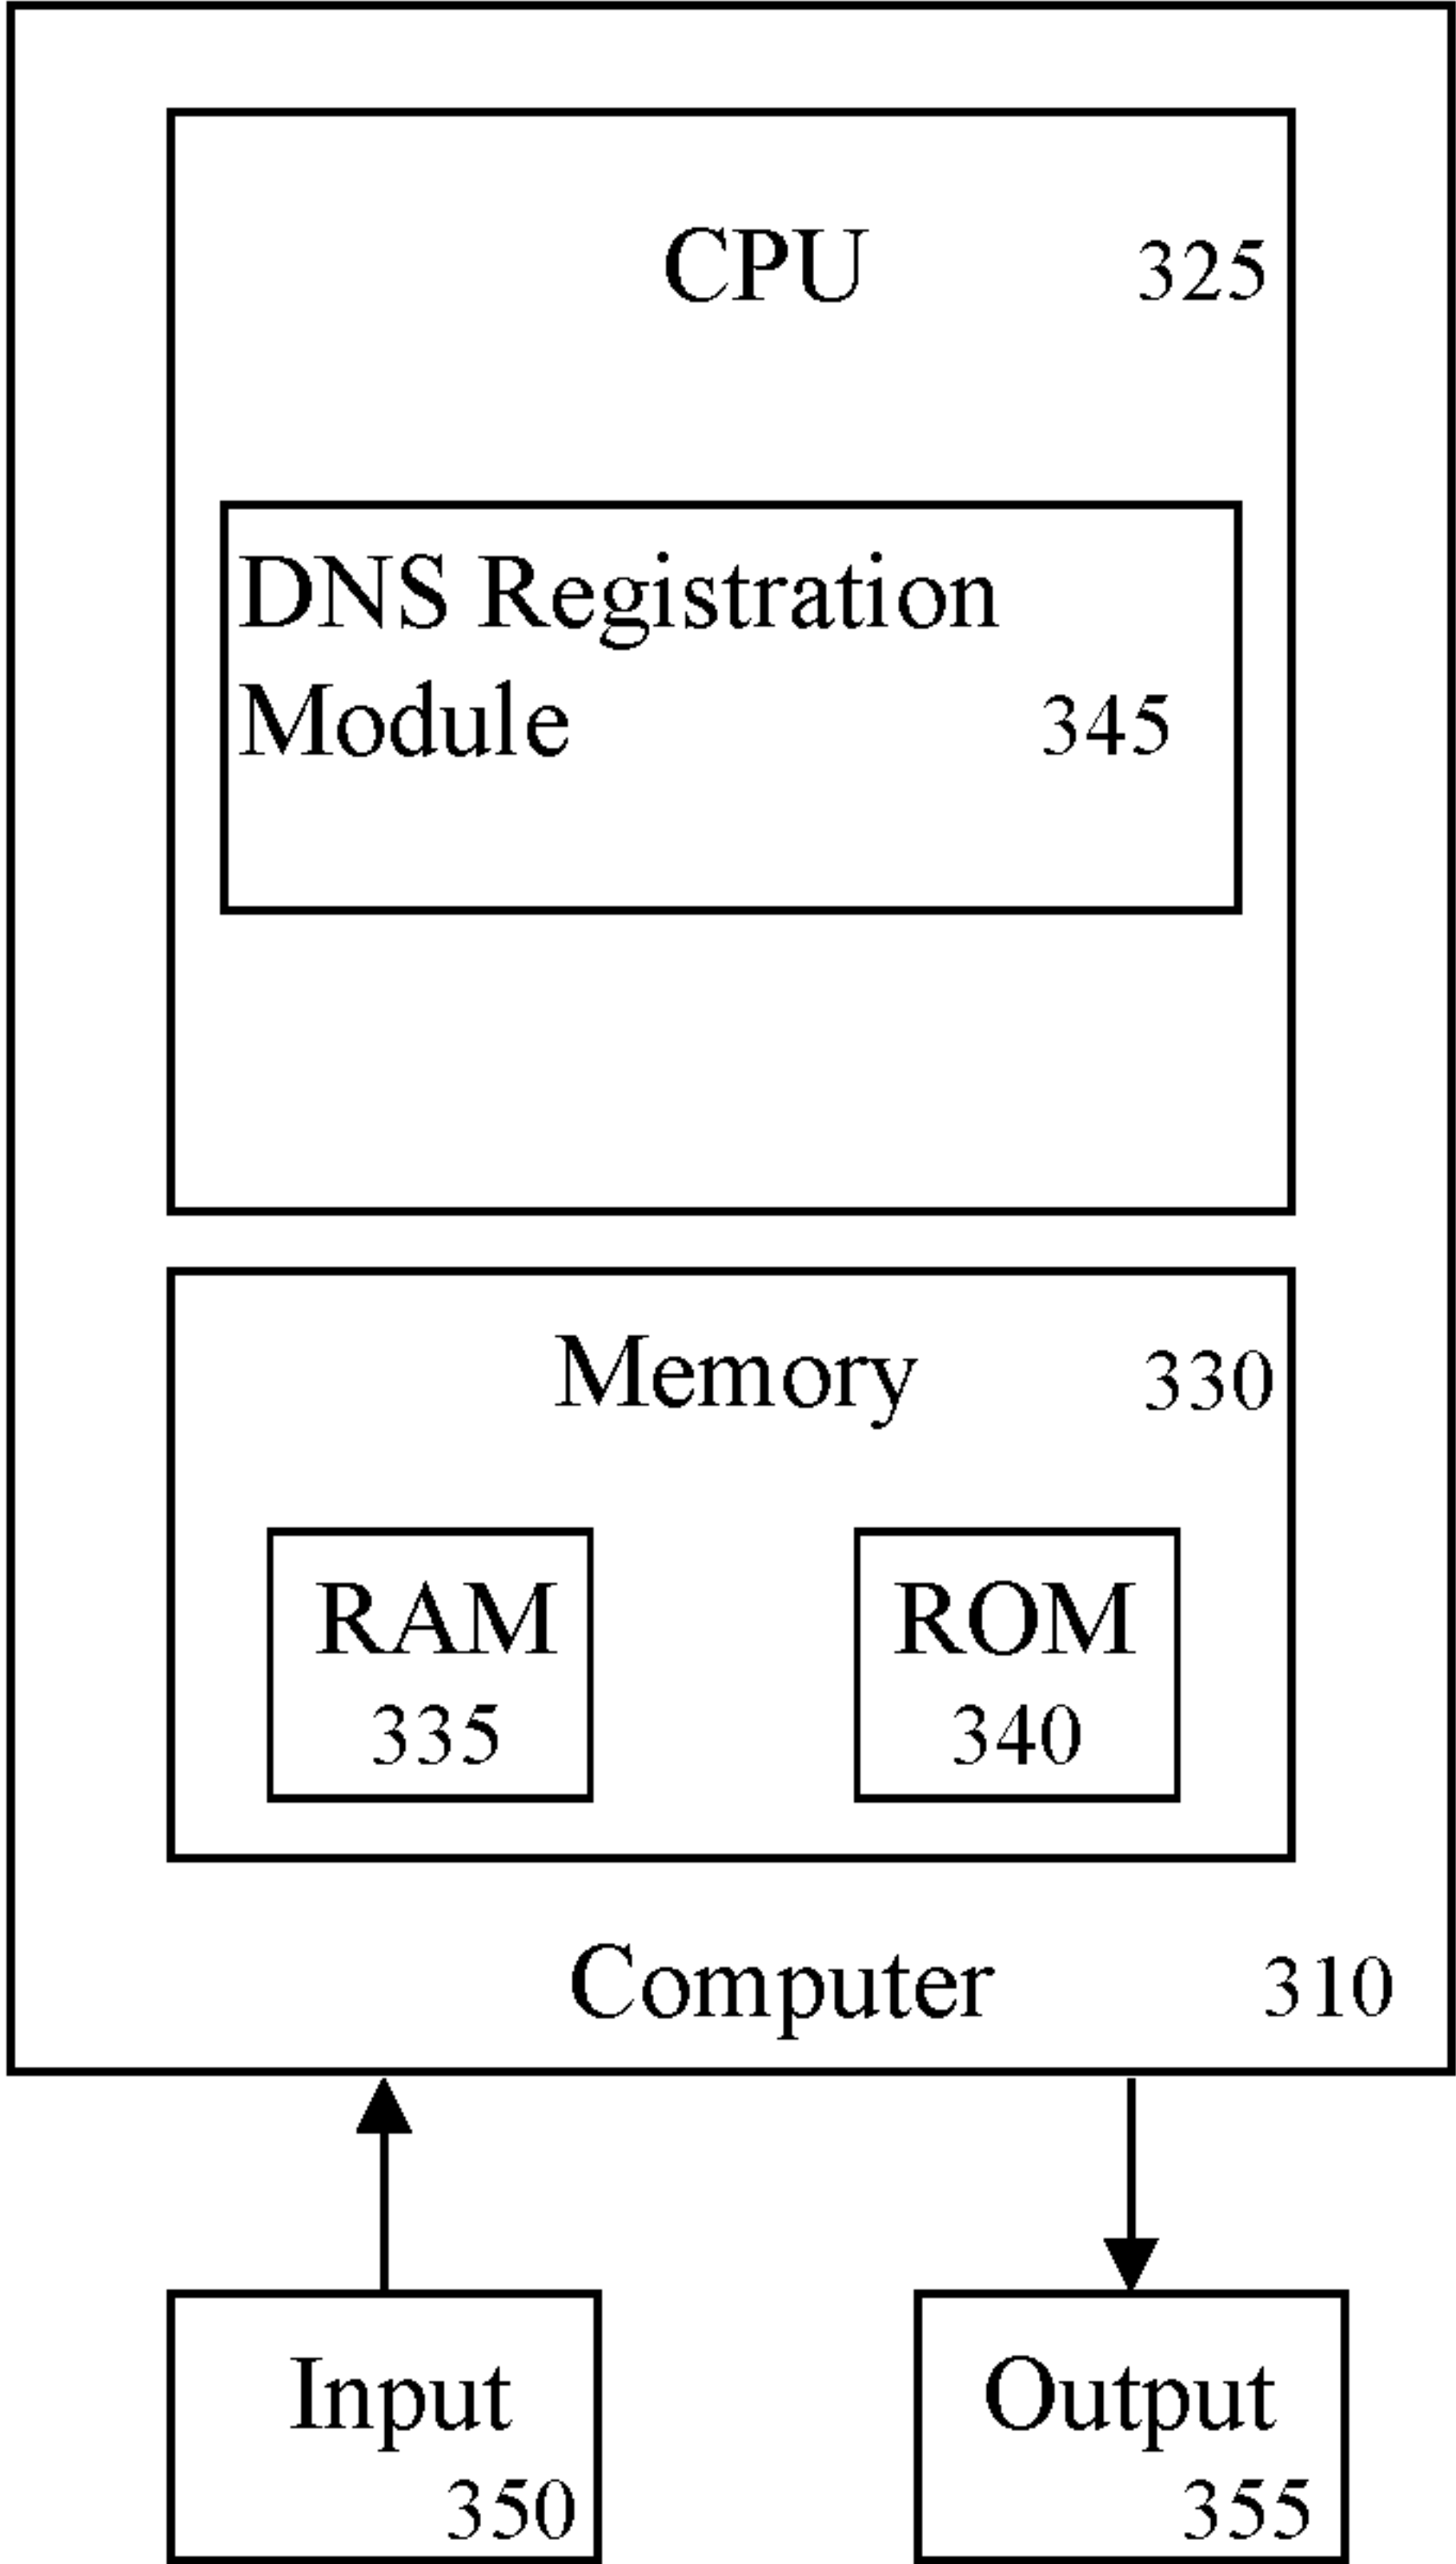 CPU 325
DNS Registration
Module 345
Memory 330
RAM ROM
335 340
Computer 310
Input Output
350 355